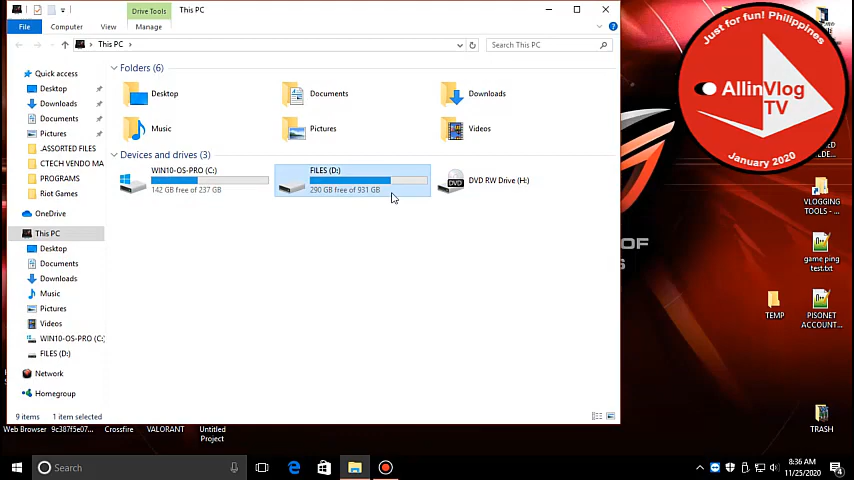 Drive Tools
This PC
File
Computer
View
Manage
This PC
Search This PC
Quick access
Desktop
Downloads
Documents
Pictures
.ASSORTED FILES
CTECH VENDO MA
PROGRAMS
Riot Games
OneDrive
This PC
Desktop
Documents
Downloads
Music
Pictures
Videos
WIN10-OS-PRO (C:)
FILES (D:)
Network
Homegroup
Folders (6)
Desktop
Documents
Downloads
Music
Pictures
Videos
Devices and drives (3)
WIN10-OS-PRO (C:)
142 GB free of 237 GB
FILES (D:)
290 GB free of 931 GB
DVD
DVD RW Drive (H:)
9 items
1 item selected
Just for fun! Philippines
AllinVlog
TV
January 2020
OF
VLOGGING
TOOLS - ...
game ping
test.txt
TEMP
PISONET
ACCOUNT...
TRASH
Web Browser
9c387f5e07...
Crossfire
VALORANT
Untitled
Project
Search
8:36 AM
11/25/2020
4